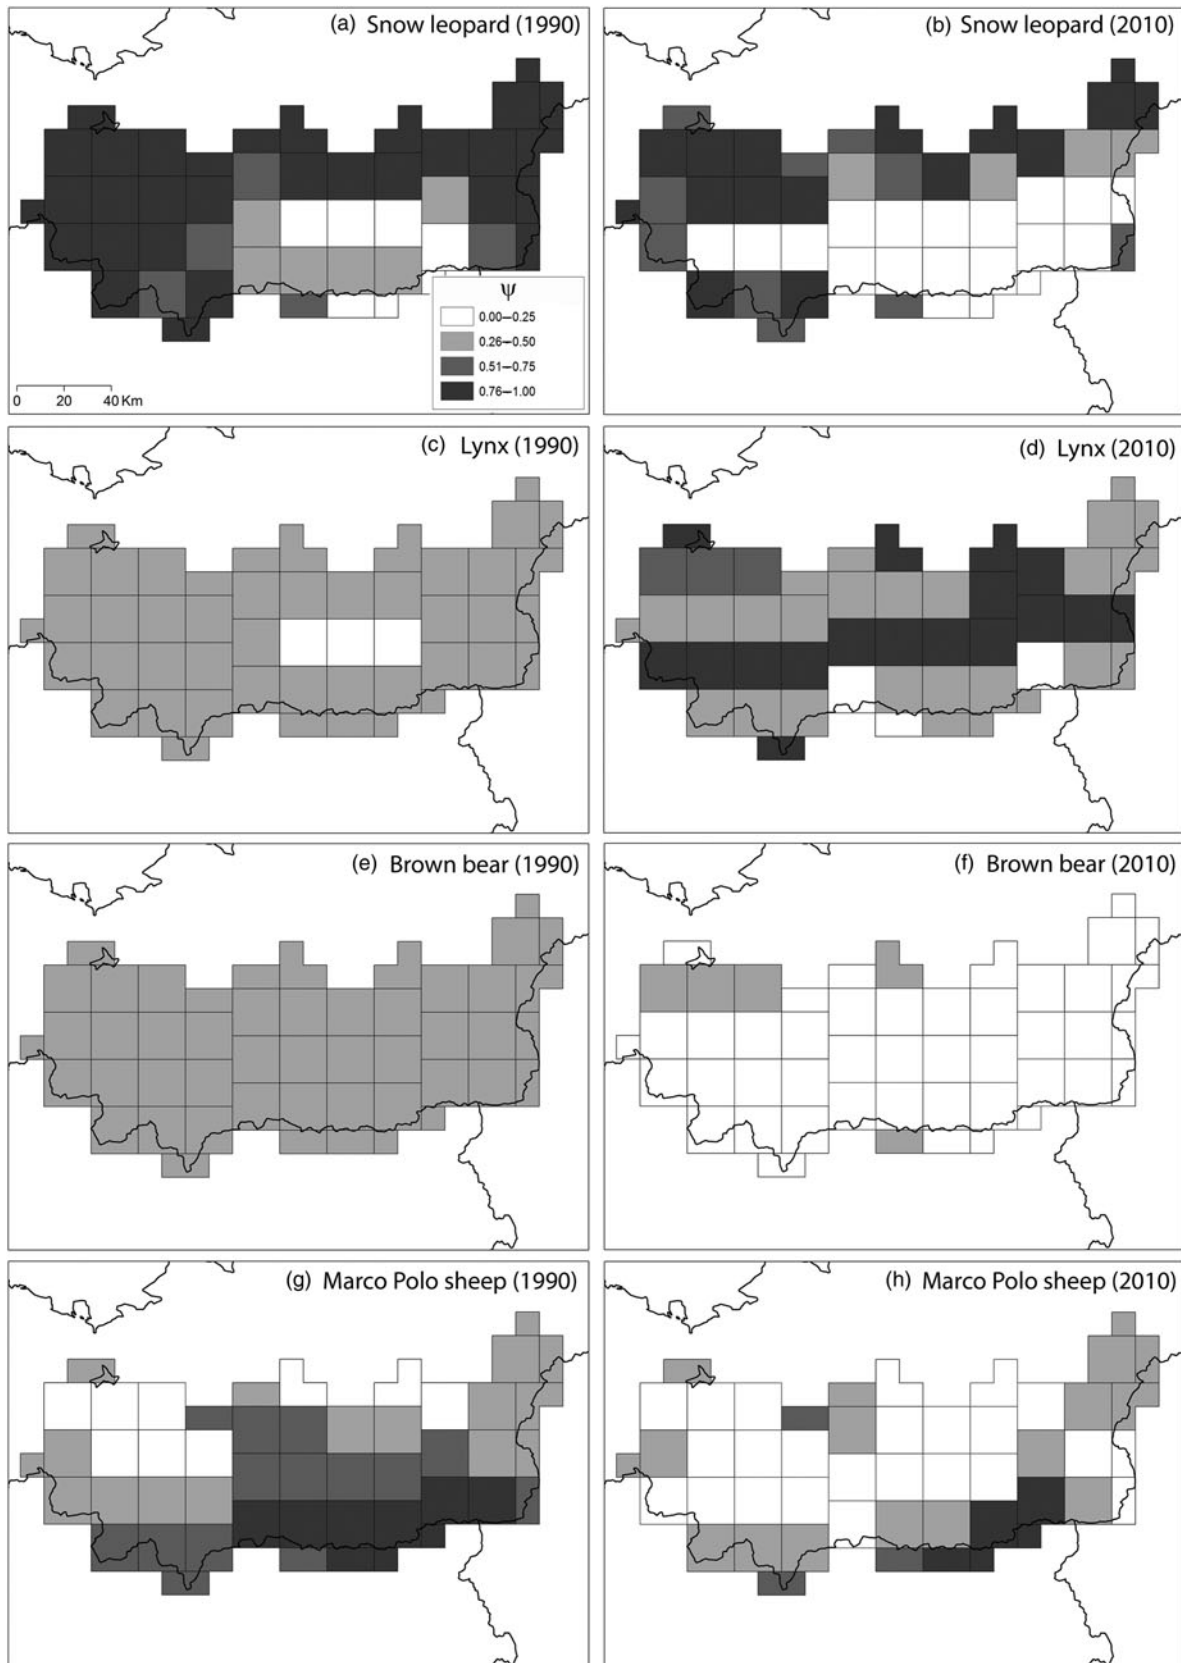 (a) Snow leopard (1990)
(b) Snow leopard (2010)
ψ
0.00–0.25
0.26–0.50
0.51–0.75
0.76–1.00
0 20 40 Km
(c) Lynx (1990)
(d) Lynx (2010)
(e) Brown bear (1990)
(f) Brown bear (2010)
(g) Marco Polo sheep (1990)
(h) Marco Polo sheep (2010)